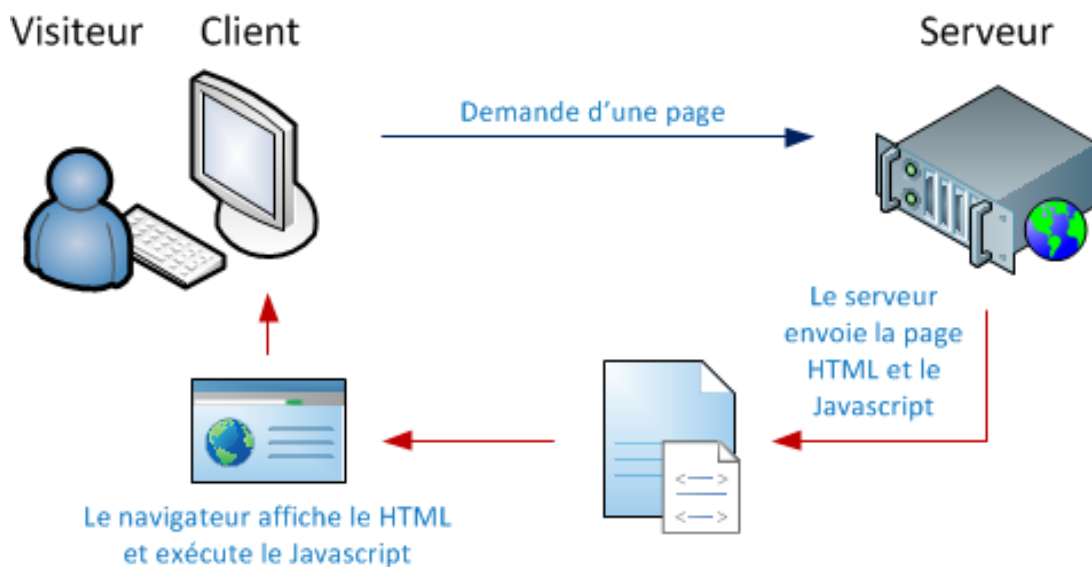 Visiteur Client Serveur
Demande d'une page
Le serveur
envoie la page
HTML et le
Javascript
Le navigateur affiche le HTML
et exécute le Javascript